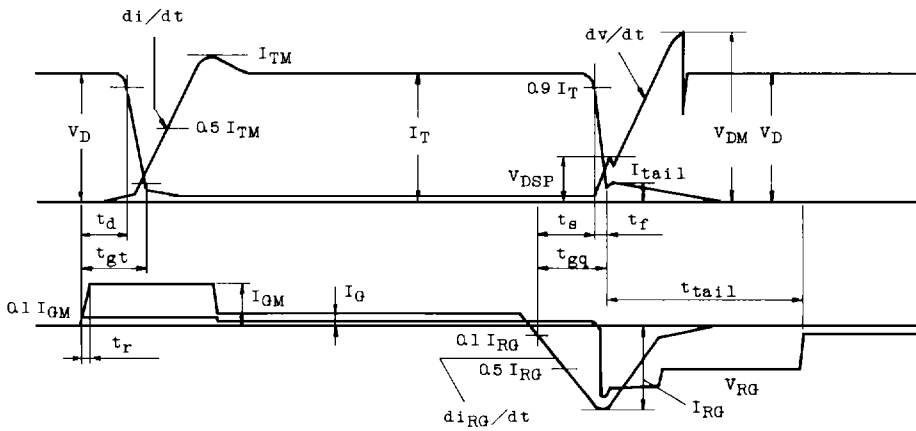 di/dt
I_TM
dv/dt
0.9 I_T
V_D
0.5 I_TM
I_T
V_DM
V_D
V_DSP
I_tail
t_d
t_s
t_f
t_gt
t_gq
t_tail
I_GM
I_G
0.1 I_GM
0.1 I_RG
t_r
0.5 I_RG
V_RG
I_RG
di_RG/dt